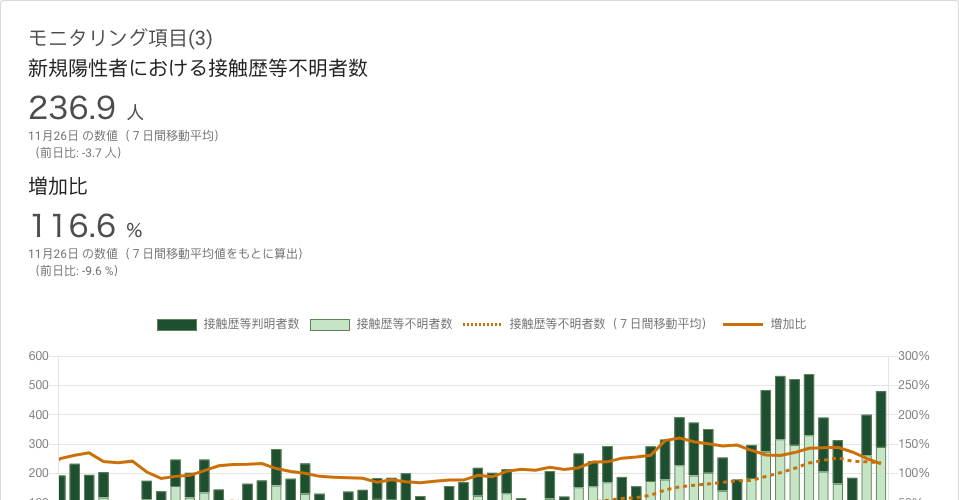 モニタリング項目(3)
新規陽性者における接触歴等不明者数
236.9 人
11月26日 の数値（７日間移動平均）
（前日比: -3.7 人）
増加比
116.6 %
11月26日 の数値（７日間移動平均値をもとに算出）
（前日比: -9.6 %）
接触歴等判明者数 接触歴等不明者数 接触歴等不明者数（７日間移動平均） 増加比
600 300%
500 250%
400 200%
300 150%
200 100%
100 50%